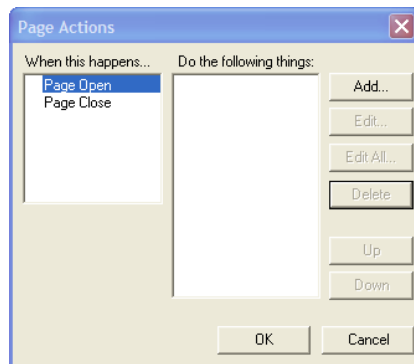 Page Actions
When this happens...
Do the following things:
Page Open
Page Close
Add...
Edit...
Edit All...
Delete
Up
Down
OK
Cancel